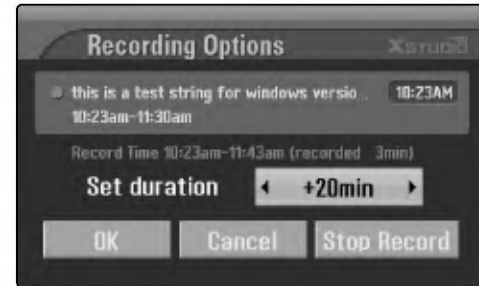 Recording Options XSTUDIO
this is a test string for windows versio .. 10:23AM
10:23am-11:30am
Record Time 10:23am-11:43am (recorded 3min)
Set duration +20min
OK Cancel Stop Record